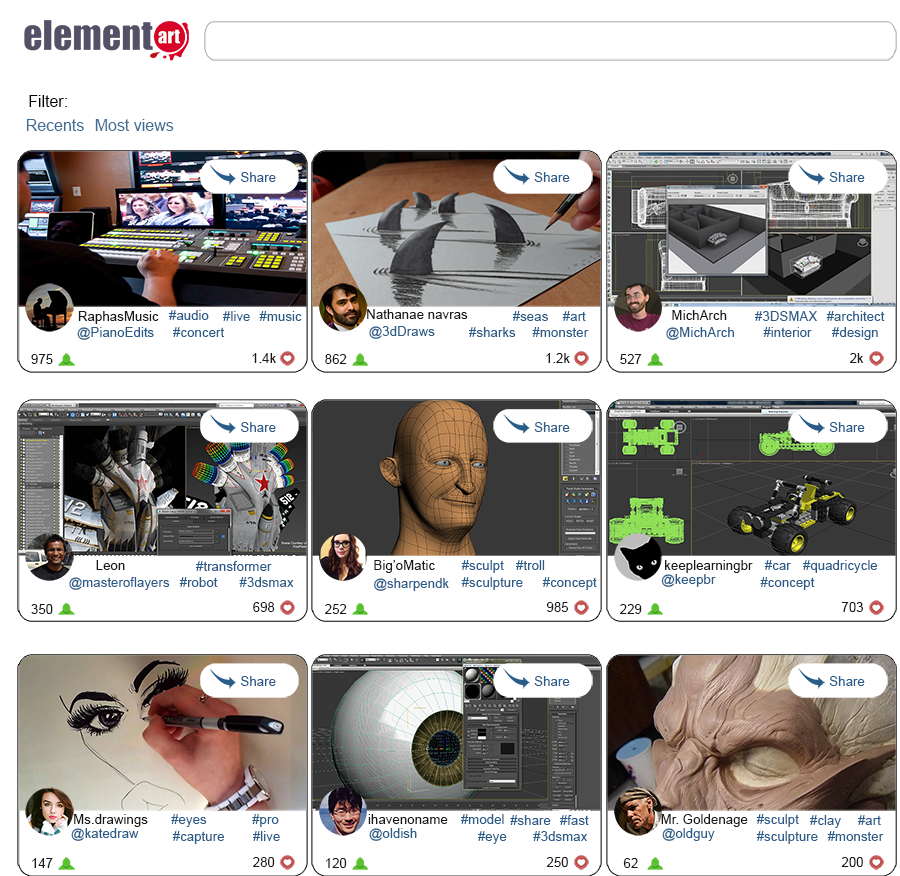 elementart
Filter:
Recents Most views
Share
Share
Share
RaphasMusic #audio #live #music
@PianoEdits #concert
975 1.4k
Nathanae navras #seas #art
@3dDraws #sharks #monster
862 1.2k
MichArch #3DSMAX #architect
@MichArch #interior #design
527 2k
Share
Share
Share
Leon #transformer
@masteroflayers #robot #3dsmax
350 698
Big'oMatic #sculpt #troll
@sharpendk #sculpture #concept
252 985
keeplearningbr #car #quadricycle
@keepbr #concept
229 703
Share
Share
Share
Ms.drawings #eyes #pro
@katedraw #capture #live
147 280
ihavenoname #model #share #fast
@oldish #eye #3dsmax
120 250
Mr. Goldenage #sculpt #clay #art
@oldguy #sculpture #monster
62 200